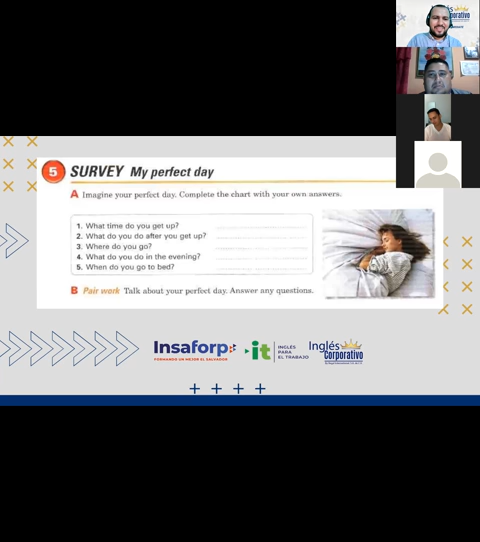 Corporativo
5 SURVEY My perfect day
A Imagine your perfect day. Complete the chart with your own answers.
1. What time do you get up?
2. What do you do after you get up?
3. Where do you go?
4. What do you do in the evening?
5. When do you go to bed?
B Pair work Talk about your perfect day. Answer any questions.
Insaforp
FORMANDO UN MEJOR EL SALVADOR
it
INGLÉS
PARA
EL TRABAJO
Inglés
Corporativo